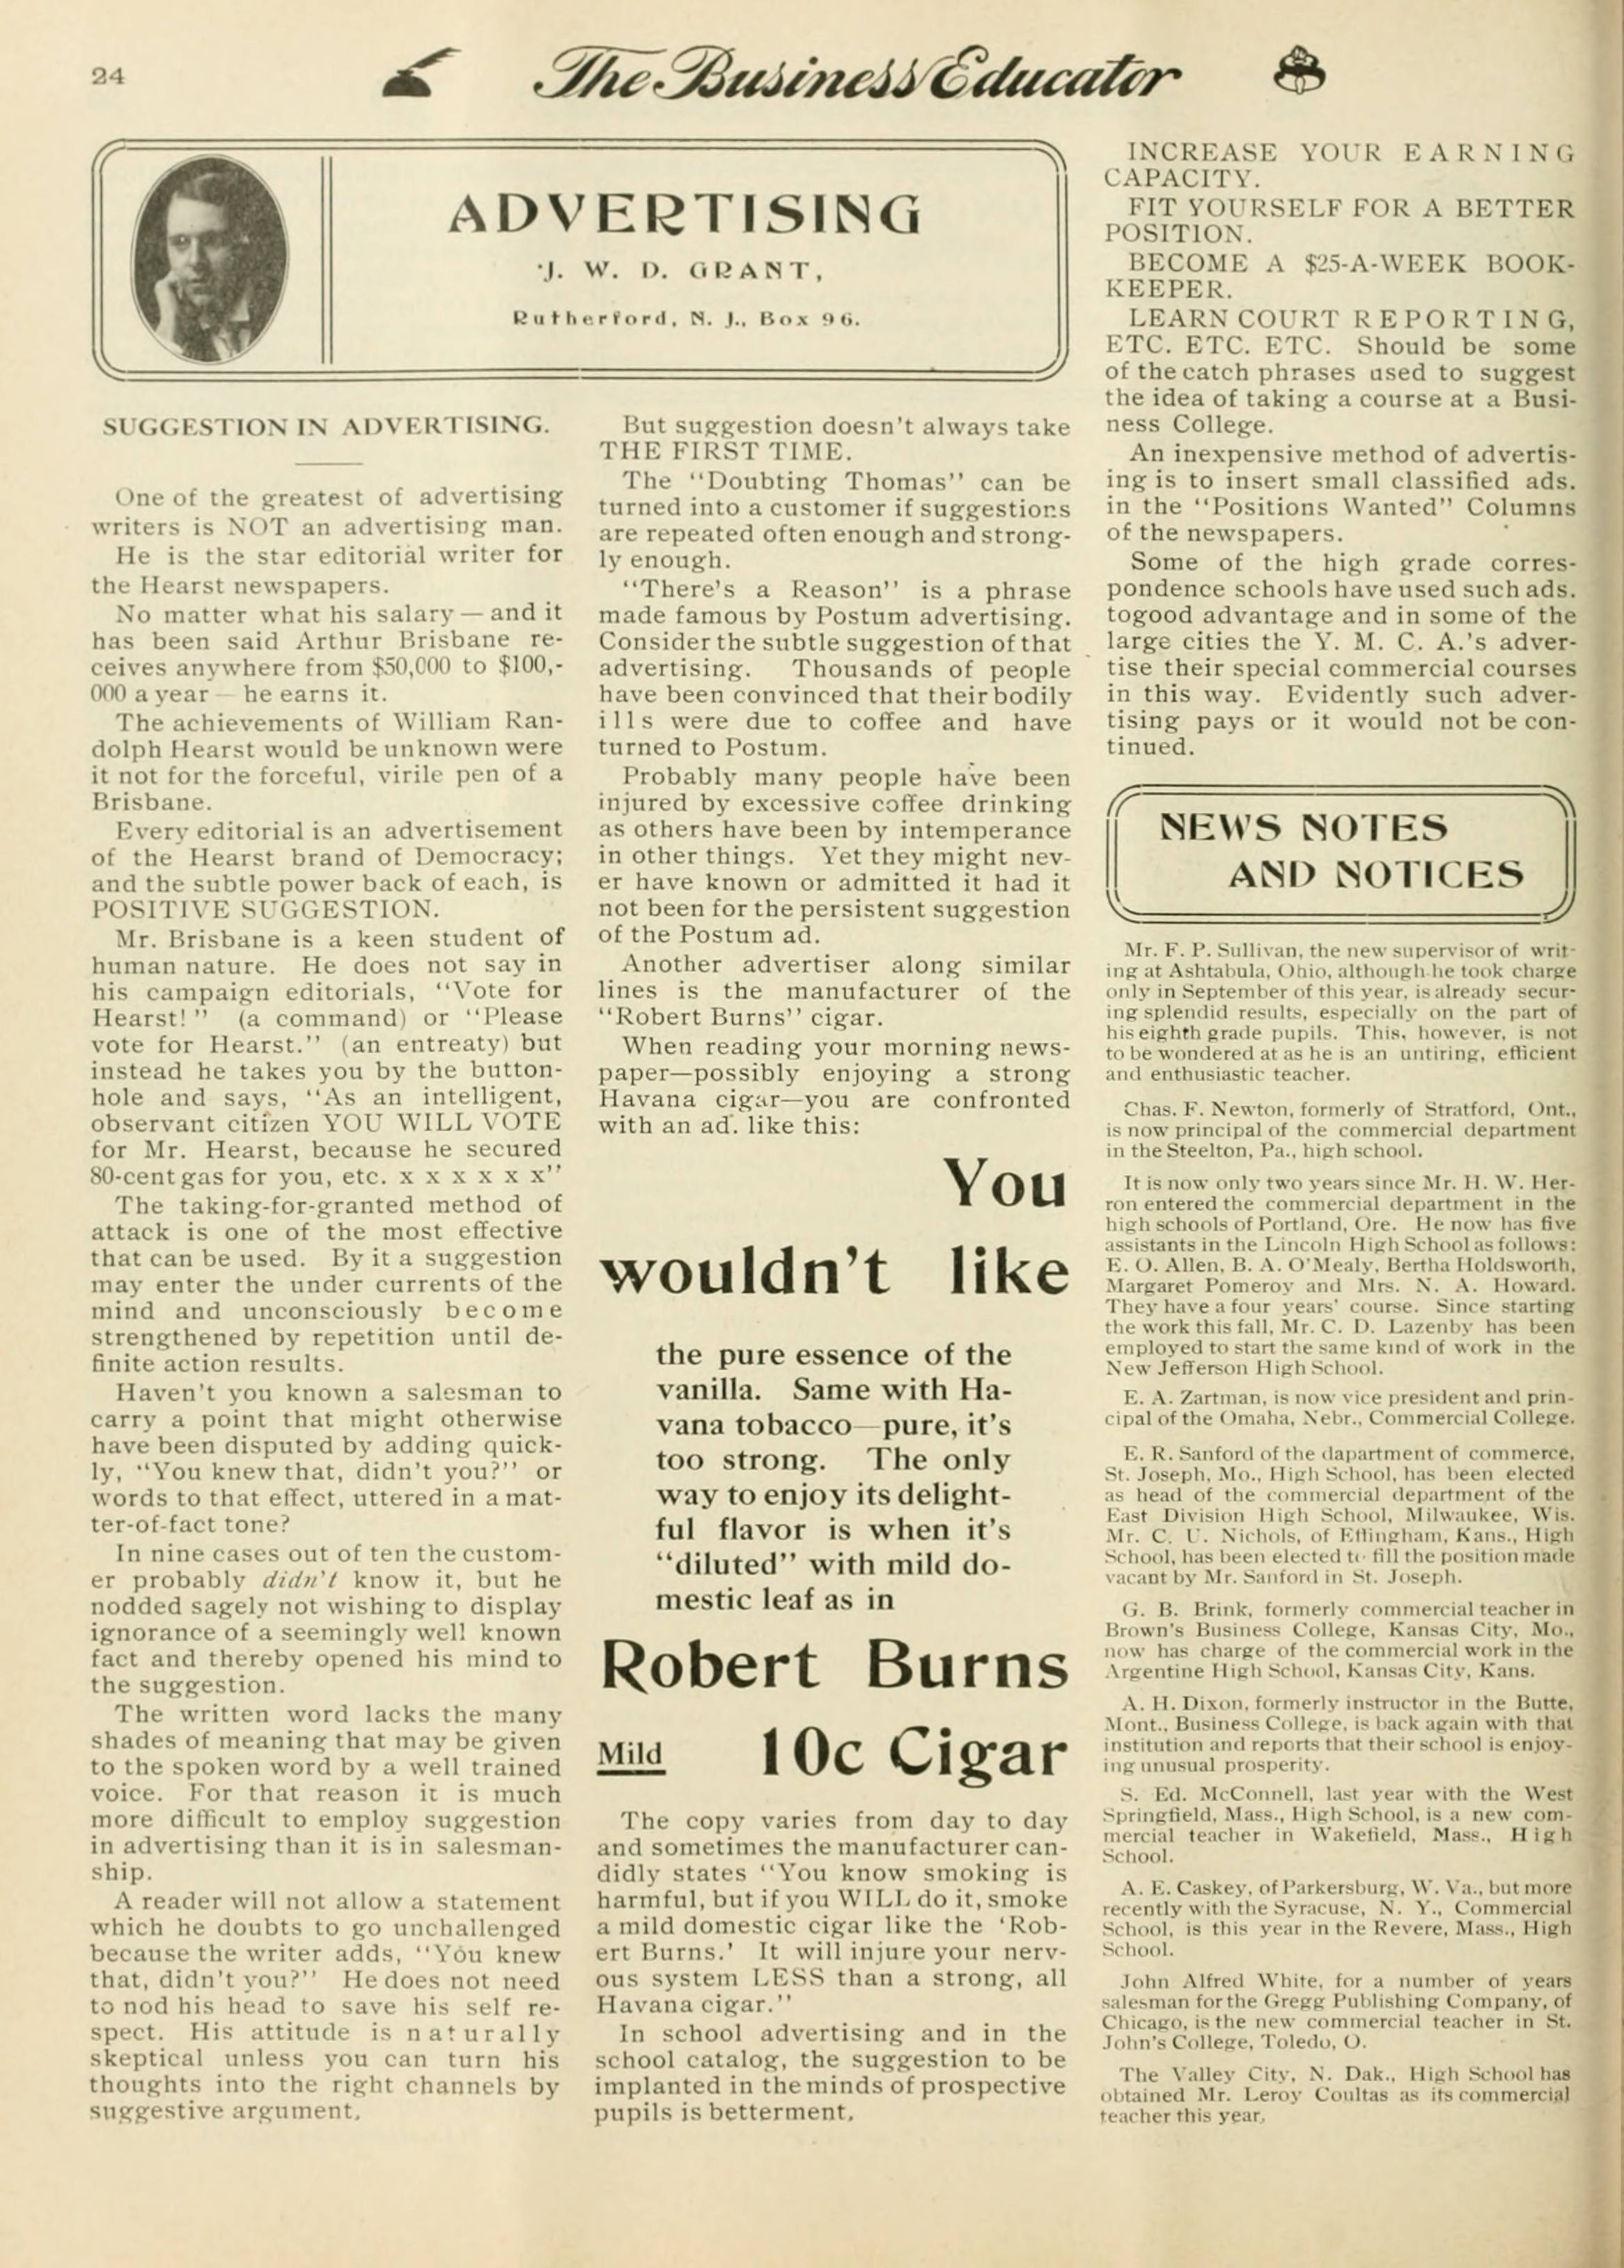 24
The Business Educator
ADVERTISING
J. W. D. GRANT,
Rutherford, N. J., Box 96.
SUGGESTION IN ADVERTISING.
One of the greatest of advertising
writers is NOT an advertising man.
He is the star editorial writer for
the Hearst newspapers.
No matter what his salary — and it
has been said Arthur Brisbane re-
ceives anywhere from $50,000 to $100,-
000 a year — he earns it.
The achievements of William Ran-
dolph Hearst would be unknown were
it not for the forceful, virile pen of a
Brisbane.
Every editorial is an advertisement
of the Hearst brand of Democracy;
and the subtle power back of each, is
POSITIVE SUGGESTION.
Mr. Brisbane is a keen student of
human nature. He does not say in
his campaign editorials, "Vote for
Hearst!" (a command) or "Please
vote for Hearst." (an entreaty) but
instead he takes you by the button-
hole and says, "As an intelligent,
observant citizen YOU WILL VOTE
for Mr. Hearst, because he secured
80-cent gas for you, etc. x x x x x x"
The taking-for-granted method of
attack is one of the most effective
that can be used. By it a suggestion
may enter the under currents of the
mind and unconsciously become
strengthened by repetition until de-
finite action results.
Haven't you known a salesman to
carry a point that might otherwise
have been disputed by adding quick-
ly, "You knew that, didn't you?" or
words to that effect, uttered in a mat-
ter-of-fact tone?
In nine cases out of ten the custom-
er probably didn't know it, but he
nodded sagely not wishing to display
ignorance of a seemingly well known
fact and thereby opened his mind to
the suggestion.
The written word lacks the many
shades of meaning that may be given
to the spoken word by a well trained
voice. For that reason it is much
more difficult to employ suggestion
in advertising than it is in salesman-
ship.
A reader will not allow a statement
which he doubts to go unchallenged
because the writer adds, "You knew
that, didn't you?" He does not need
to nod his head to save his self re-
spect. His attitude is naturally
skeptical unless you can turn his
thoughts into the right channels by
suggestive argument.
But suggestion doesn't always take
THE FIRST TIME.
The "Doubting Thomas" can be
turned into a customer if suggestions
are repeated often enough and strong-
ly enough.
"There's a Reason" is a phrase
made famous by Postum advertising.
Consider the subtle suggestion of that
advertising. Thousands of people
have been convinced that their bodily
ills were due to coffee and have
turned to Postum.
Probably many people have been
injured by excessive coffee drinking
as others have been by intemperance
in other things. Yet they might nev-
er have known or admitted it had it
not been for the persistent suggestion
of the Postum ad.
Another advertiser along similar
lines is the manufacturer of the
"Robert Burns" cigar.
When reading your morning news-
paper—possibly enjoying a strong
Havana cigar—you are confronted
with an ad. like this:
You
wouldn't like
the pure essence of the
vanilla. Same with Ha-
vana tobacco—pure, it's
too strong. The only
way to enjoy its delight-
ful flavor is when it's
"diluted" with mild do-
mestic leaf as in
Robert Burns
Mild 10c Cigar
The copy varies from day to day
and sometimes the manufacturer can-
didly states "You know smoking is
harmful, but if you WILL do it, smoke
a mild domestic cigar like the 'Rob-
ert Burns.' It will injure your nerv-
ous system LESS than a strong, all
Havana cigar."
In school advertising and in the
school catalog, the suggestion to be
implanted in the minds of prospective
pupils is betterment.
INCREASE YOUR EARNING
CAPACITY.
FIT YOURSELF FOR A BETTER
POSITION.
BECOME A $25-A-WEEK BOOK-
KEEPER.
LEARN COURT REPORTING,
ETC. ETC. ETC. Should be some
of the catch phrases used to suggest
the idea of taking a course at a Busi-
ness College.
An inexpensive method of advertis-
ing is to insert small classified ads.
in the "Positions Wanted" Columns
of the newspapers.
Some of the high grade corres-
pondence schools have used such ads.
togood advantage and in some of the
large cities the Y. M. C. A.'s adver-
tise their special commercial courses
in this way. Evidently such adver-
tising pays or it would not be con-
tinued.
NEWS NOTES
AND NOTICES
Mr. F. P. Sullivan, the new supervisor of writ-
ing at Ashtabula, Ohio, although he took charge
only in September of this year, is already secur-
ing splendid results, especially on the part of
his eighth grade pupils. This, however, is not
to be wondered at as he is an untiring, efficient
and enthusiastic teacher.
Chas. F. Newton, formerly of Stratford, Ont.,
is now principal of the commercial department
in the Steelton, Pa., high school.
It is now only two years since Mr. H. W. Her-
ron entered the commercial department in the
high schools of Portland, Ore. He now has five
assistants in the Lincoln High School as follows:
E. O. Allen, B. A. O'Mealy, Bertha Holdsworth,
Margaret Pomeroy and Mrs. N. A. Howard.
They have a four years' course. Since starting
the work this fall, Mr. C. D. Lazenby has been
employed to start the same kind of work in the
New Jefferson High School.
E. A. Zartman, is now vice president and prin-
cipal of the Omaha, Nebr., Commercial College.
E. R. Sanford of the dapartment of commerce,
St. Joseph, Mo., High School, has been elected
as head of the commercial department of the
East Division High School, Milwaukee, Wis.
Mr. C. U. Nichols, of Effingham, Kans., High
School, has been elected to fill the position made
vacant by Mr. Sanford in St. Joseph.
G. B. Brink, formerly commercial teacher in
Brown's Business College, Kansas City, Mo.,
now has charge of the commercial work in the
Argentine High School, Kansas City, Kans.
A. H. Dixon, formerly instructor in the Butte,
Mont., Business College, is back again with that
institution and reports that their school is enjoy-
ing unusual prosperity.
S. Ed. McConnell, last year with the West
Springfield, Mass., High School, is a new com-
mercial teacher in Wakefield, Mass., High
School.
A. E. Caskey, of Parkersburg, W. Va., but more
recently with the Syracuse, N. Y., Commercial
School, is this year in the Revere, Mass., High
School.
John Alfred White, for a number of years
salesman for the Gregg Publishing Company, of
Chicago, is the new commercial teacher in St.
John's College, Toledo, O.
The Valley City, N. Dak., High School has
obtained Mr. Leroy Coultas as its commercial
teacher this year.